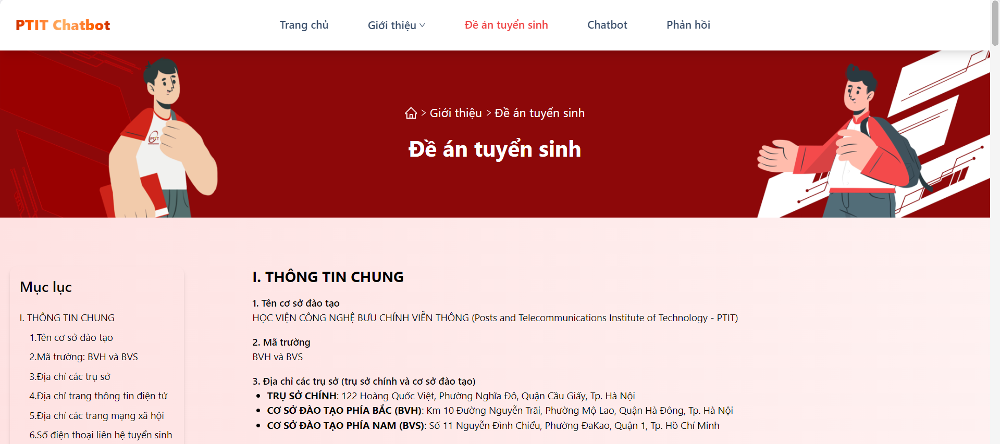 PTIT Chatbot
Trang chủ
Giới thiệu
Đề án tuyển sinh
Chatbot
Phản hồi
> Giới thiệu > Đề án tuyển sinh
Đề án tuyển sinh
PTIT
Mục lục
I. THÔNG TIN CHUNG
1.Tên cơ sở đào tạo
2.Mã trường: BVH và BVS
3.Địa chỉ các trụ sở
4.Địa chỉ trang thông tin điện tử
5.Địa chỉ các trang mạng xã hội
6.Số điện thoại liên hệ tuyển sinh
I. THÔNG TIN CHUNG
1. Tên cơ sở đào tạo
HỌC VIỆN CÔNG NGHỆ BƯU CHÍNH VIỄN THÔNG (Posts and Telecommunications Institute of Technology - PTIT)
2. Mã trường
BVH và BVS
3. Địa chỉ các trụ sở (trụ sở chính và cơ sở đào tạo)
• TRỤ SỞ CHÍNH: 122 Hoàng Quốc Việt, Phường Nghĩa Đô, Quận Cầu Giấy, Tp. Hà Nội
• CƠ SỞ ĐÀO TẠO PHÍA BẮC (BVH): Km 10 Đường Nguyễn Trãi, Phường Mộ Lao, Quận Hà Đông, Tp. Hà Nội
• CƠ SỞ ĐÀO TẠO PHÍA NAM (BVS): Số 11 Nguyễn Đình Chiểu, Phường ĐaKao, Quận 1, Tp. Hồ Chí Minh